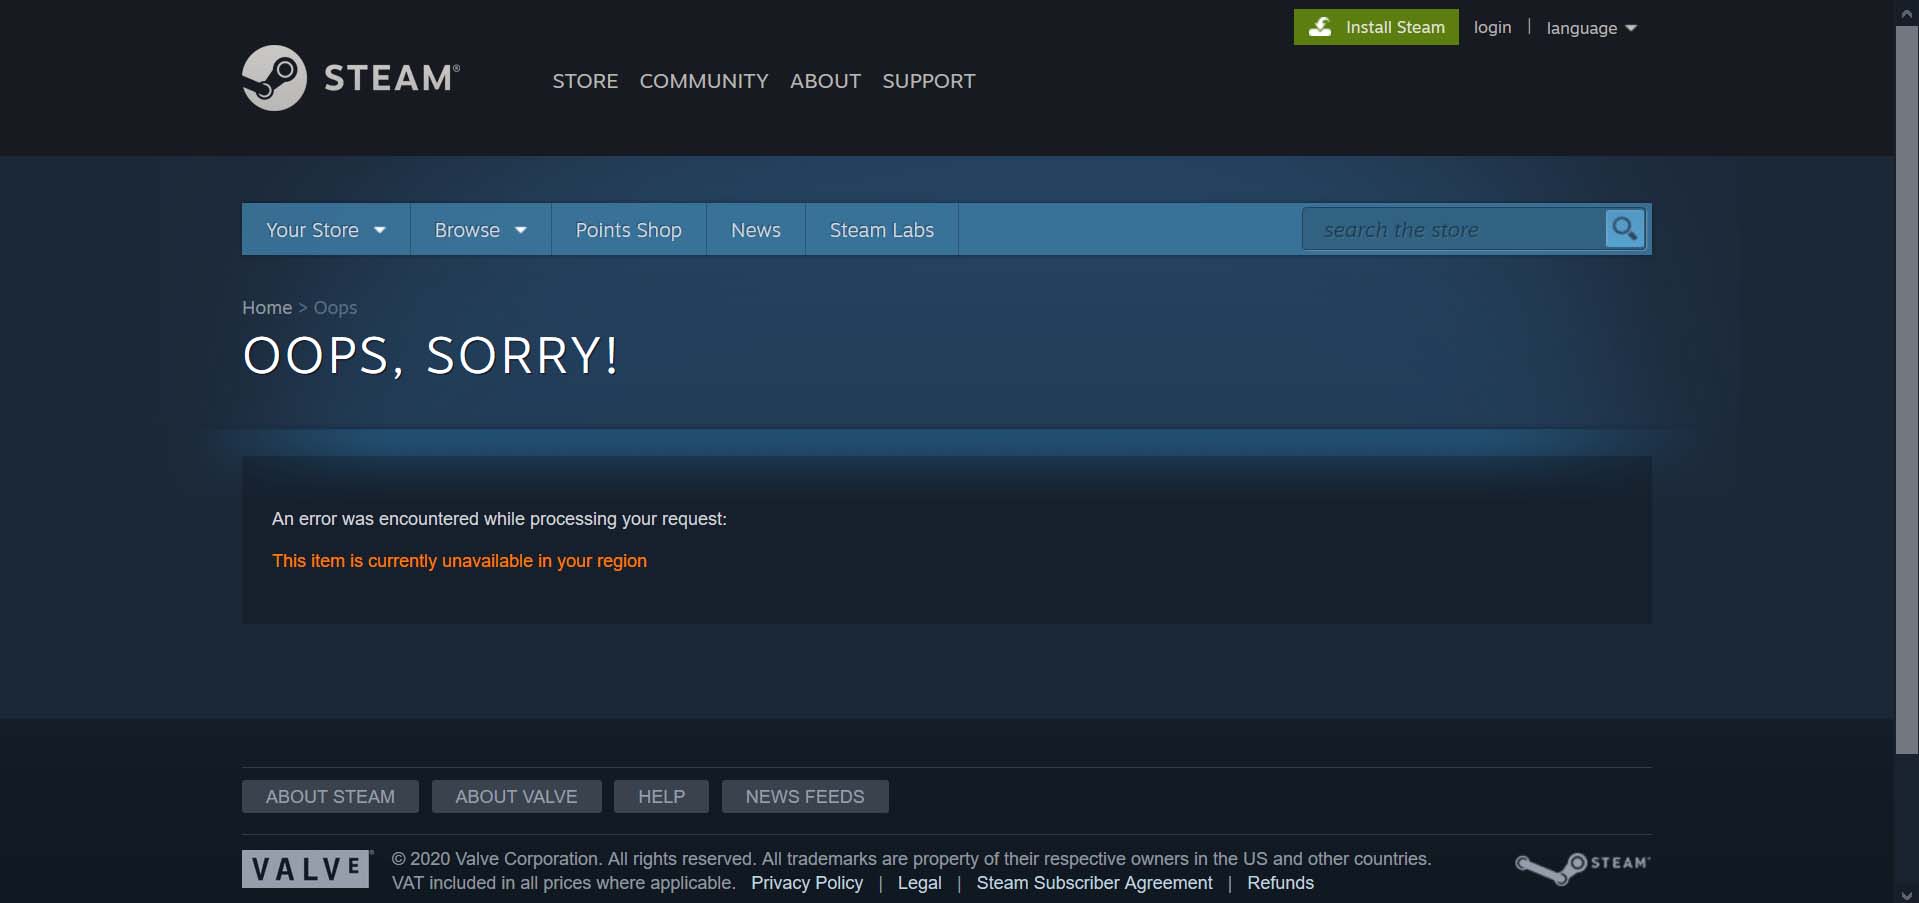 Install Steam login | language
STEAM®
STORE COMMUNITY ABOUT SUPPORT
Your Store Browse Points Shop News Steam Labs search the store
Home > Oops
OOPS, SORRY!
An error was encountered while processing your request:
This item is currently unavailable in your region
ABOUT STEAM ABOUT VALVE HELP NEWS FEEDS
VALVE® © 2020 Valve Corporation. All rights reserved. All trademarks are property of their respective owners in the US and other countries.
VAT included in all prices where applicable. Privacy Policy | Legal | Steam Subscriber Agreement | Refunds
STEAM®